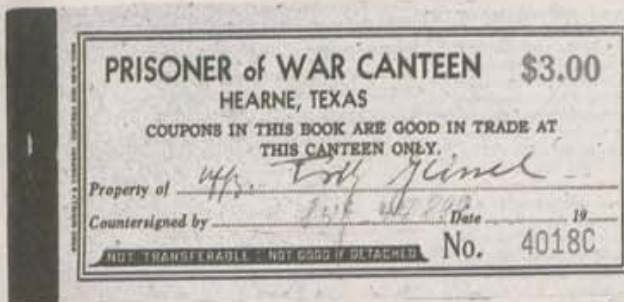 PRISONER of WAR CANTEEN $3.00
HEARNE, TEXAS
COUPONS IN THIS BOOK ARE GOOD IN TRADE AT
THIS CANTEEN ONLY.
Property of
Countersigned by Date 19
NOT TRANSFERABLE : NOT GOOD IF DETACHED No. 4018C